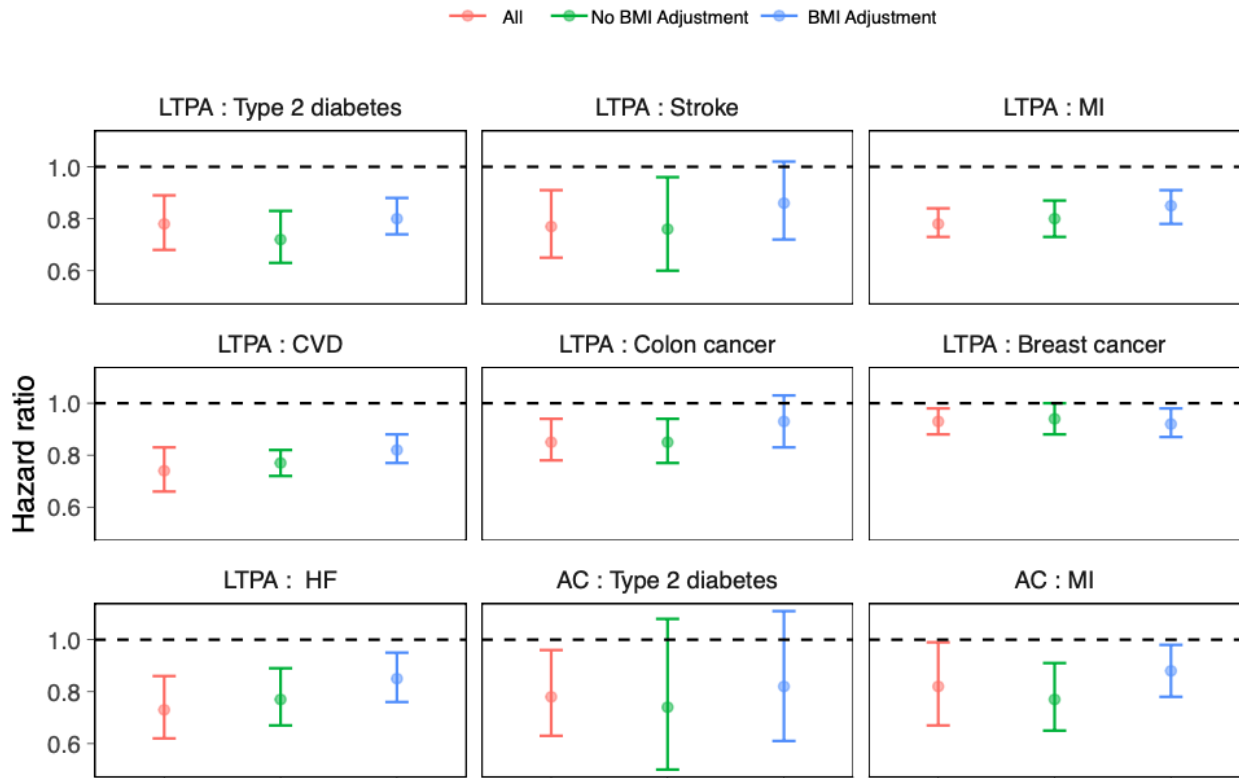 All No BMI Adjustment BMI Adjustment
LTPA : Type 2 diabetes LTPA : Stroke LTPA : MI
1.0
0.8
0.6
LTPA : CVD LTPA : Colon cancer LTPA : Breast cancer
Hazard ratio
1.0
0.8
0.6
LTPA : HF AC : Type 2 diabetes AC : MI
1.0
0.8
0.6